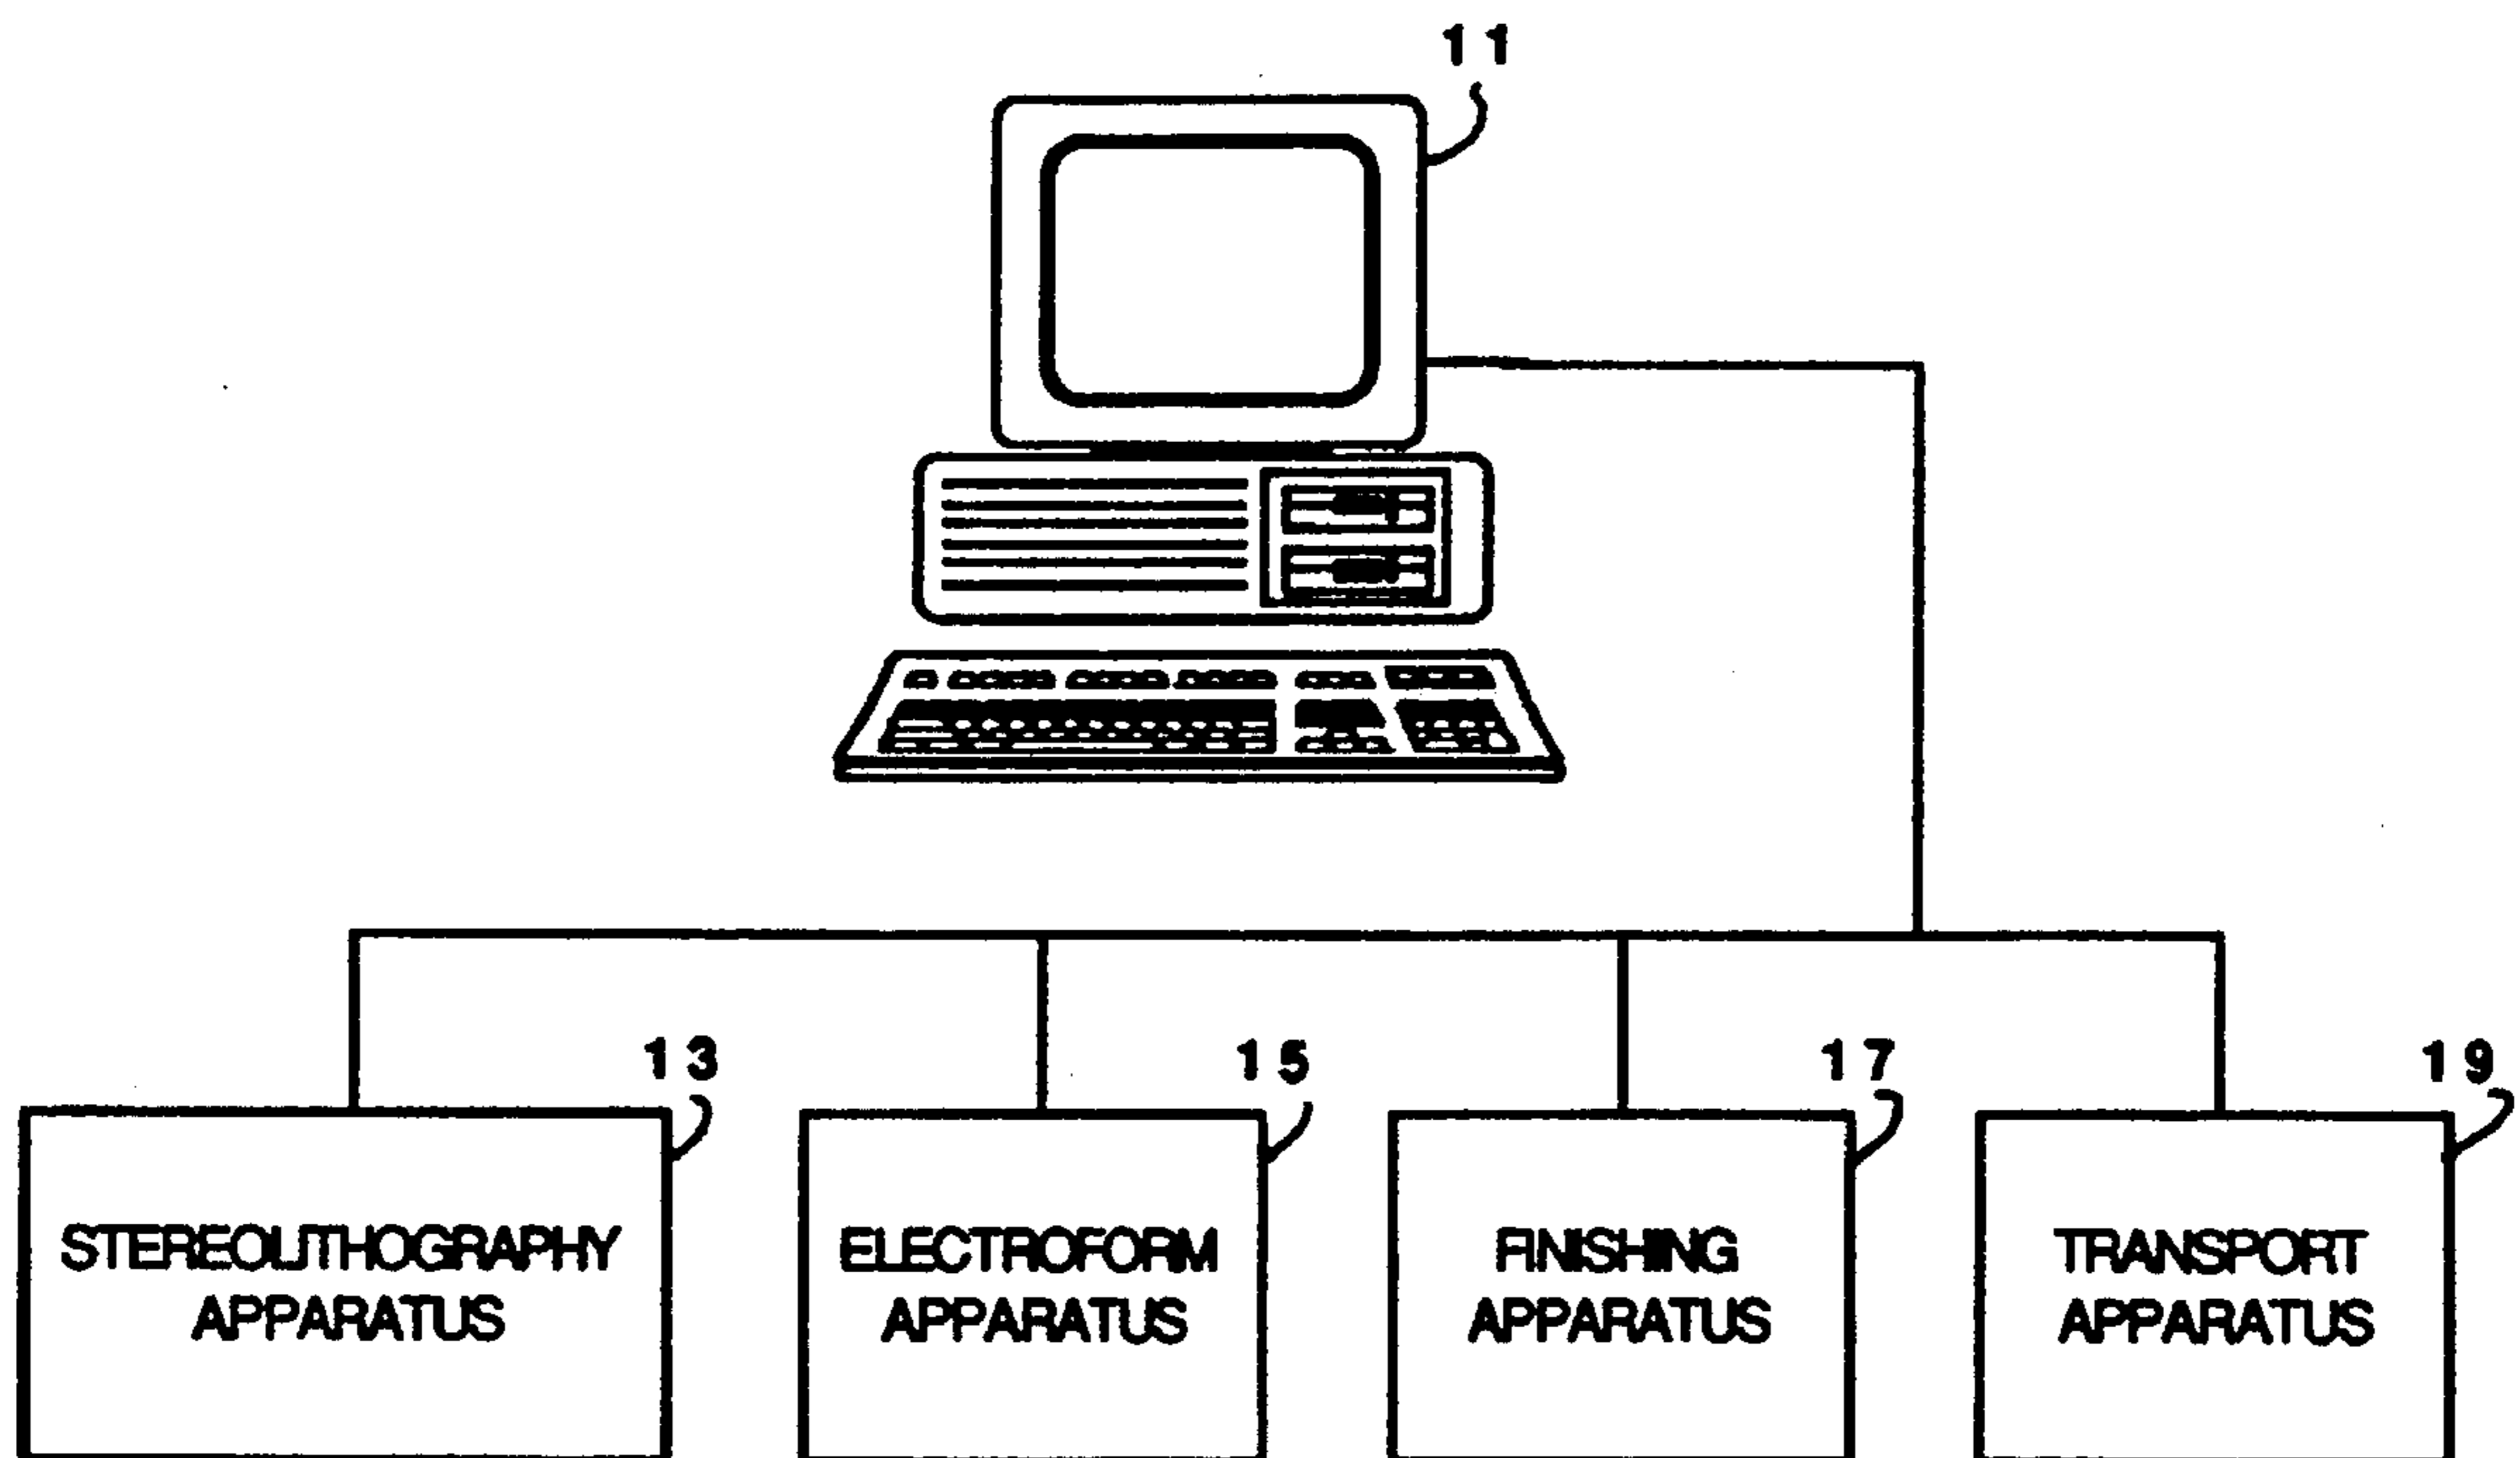 11
13
15
17
19
STEREOLITHOGRAPHY
APPARATUS
ELECTROFORM
APPARATUS
FINISHING
APPARATUS
TRANSPORT
APPARATUS